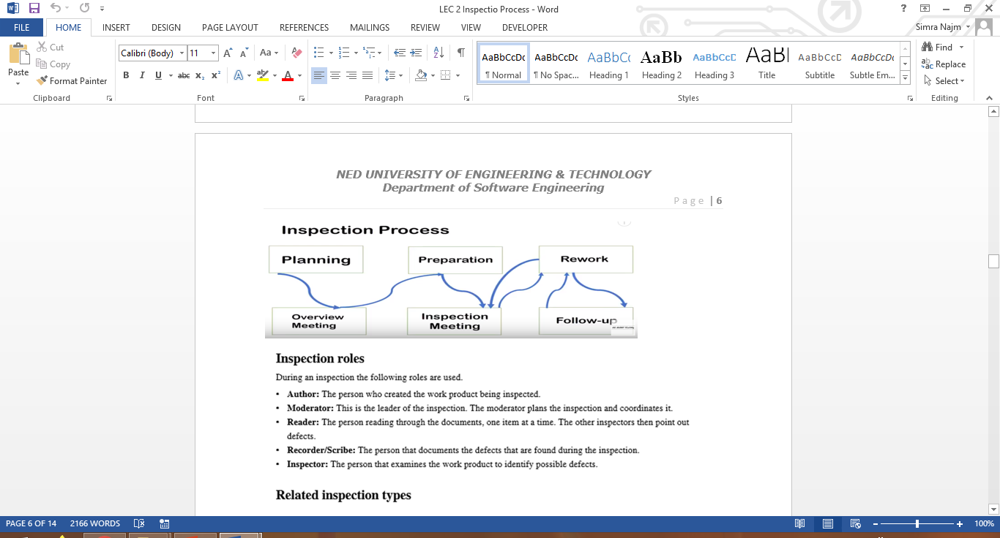 LEC 2 Inspectio Process - Word
?
FILE HOME INSERT DESIGN PAGE LAYOUT REFERENCES MAILINGS REVIEW VIEW DEVELOPER
Simra Najm
Paste
Cut
Copy
Format Painter
Clipboard
Calibri (Body) 11
Font
Paragraph
AaBbCcDc AaBbCcDc AaBbCc AaBb AaBbCcC AaBl AaBbCcD AaBbCcDc
¶ Normal ¶ No Spac... Heading 1 Heading 2 Heading 3 Title Subtitle Subtle Em...
Styles
Find
Replace
Select
Editing
NED UNIVERSITY OF ENGINEERING & TECHNOLOGY
Department of Software Engineering
Page | 6
Inspection Process
Planning
Preparation
Rework
Overview
Meeting
Inspection
Meeting
Follow-up
Inspection roles
During an inspection the following roles are used.
• Author: The person who created the work product being inspected.
• Moderator: This is the leader of the inspection. The moderator plans the inspection and coordinates it.
• Reader: The person reading through the documents, one item at a time. The other inspectors then point out
defects.
• Recorder/Scribe: The person that documents the defects that are found during the inspection.
• Inspector: The person that examines the work product to identify possible defects.
Related inspection types
PAGE 6 OF 14 2166 WORDS
100%